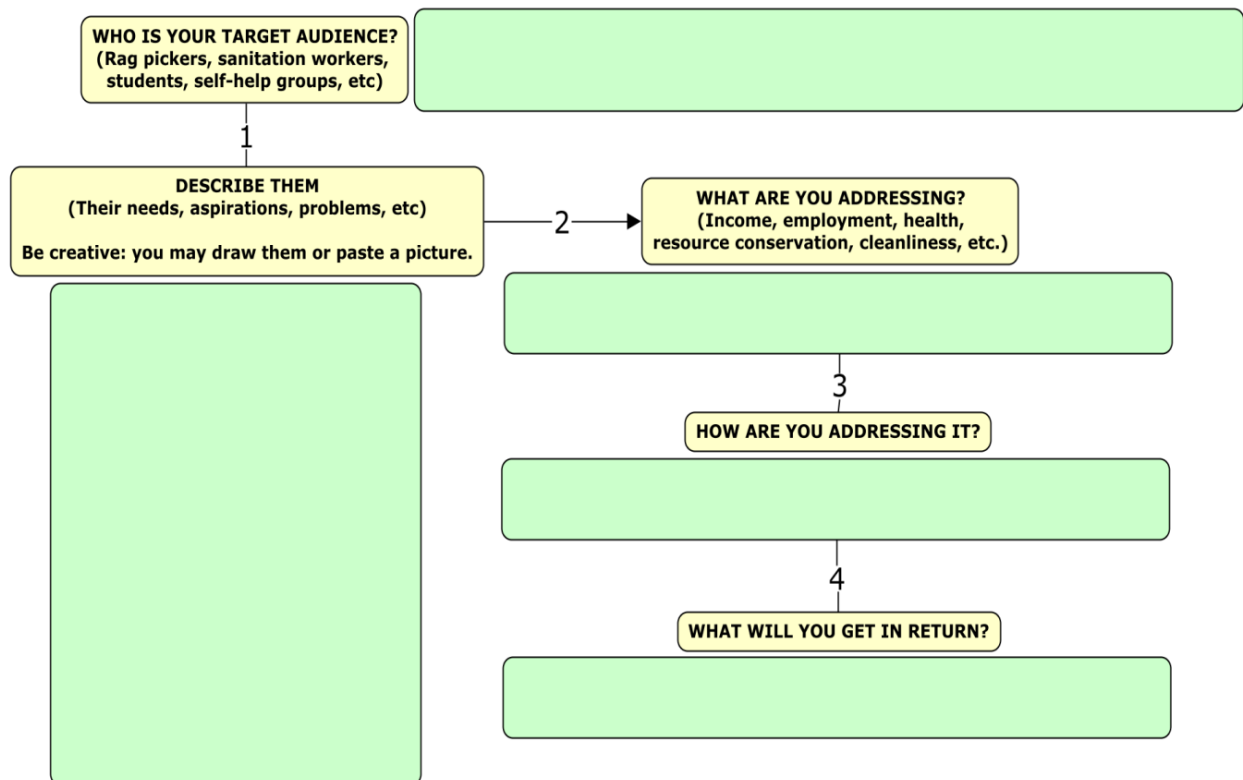 WHO IS YOUR TARGET AUDIENCE?
(Rag pickers, sanitation workers,
students, self-help groups, etc)
1
DESCRIBE THEM
(Their needs, aspirations, problems, etc)
Be creative: you may draw them or paste a picture.
2
WHAT ARE YOU ADDRESSING?
(Income, employment, health,
resource conservation, cleanliness, etc.)
3
HOW ARE YOU ADDRESSING IT?
4
WHAT WILL YOU GET IN RETURN?